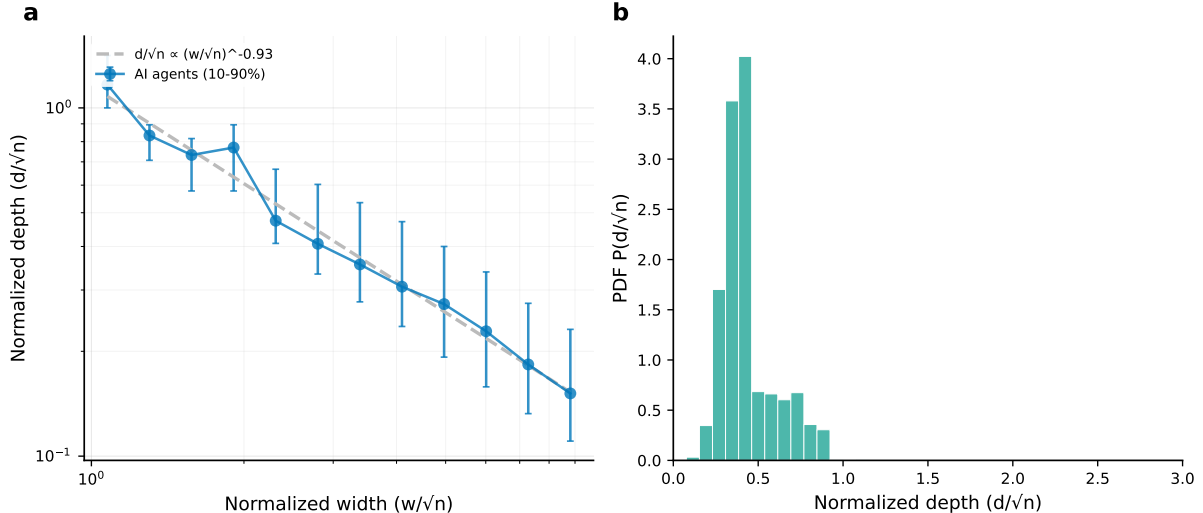 a
d/√n ∝ (w/√n)^-0.93
AI agents (10-90%)
Normalized depth (d/√n)
10⁰
10⁻¹
10⁰
Normalized width (w/√n)
b
PDF P(d/√n)
4.0
3.5
3.0
2.5
2.0
1.5
1.0
0.5
0.0
0.0 0.5 1.0 1.5 2.0 2.5 3.0
Normalized depth (d/√n)